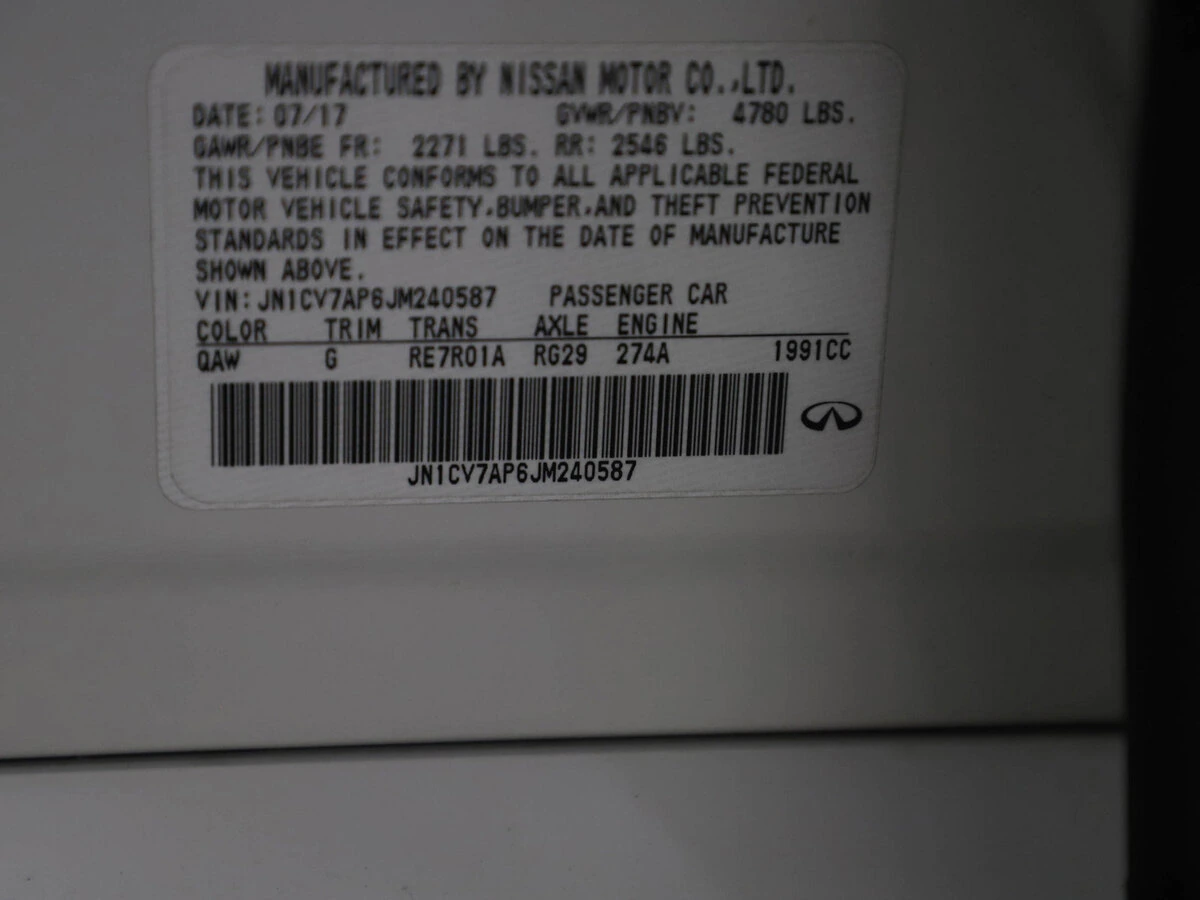 MANUFACTURED BY NISSAN MOTOR CO.,LTD.
DATE: 07/17 GVWR/PNBV: 4780 LBS.
GAWR/PNBE FR: 2271 LBS. RR: 2546 LBS.
THIS VEHICLE CONFORMS TO ALL APPLICABLE FEDERAL
MOTOR VEHICLE SAFETY,BUMPER,AND THEFT PREVENTION
STANDARDS IN EFFECT ON THE DATE OF MANUFACTURE
SHOWN ABOVE.
VIN: JN1CV7AP6JM240587 PASSENGER CAR
COLOR TRIM TRANS AXLE ENGINE
QAW G RE7R01A RG29 274A 1991CC
JN1CV7AP6JM240587